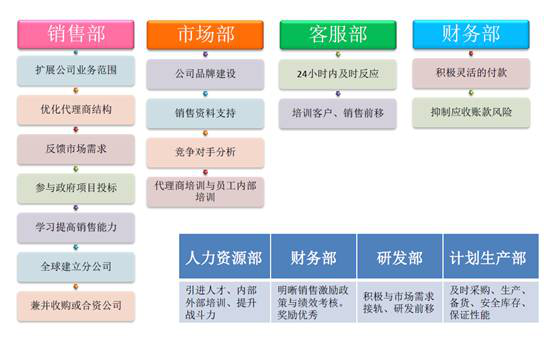 销售部
扩展公司业务范围
优化代理商结构
反馈市场需求
参与政府项目投标
学习提高销售能力
全球建立分公司
兼并收购或合资公司
市场部
公司品牌建设
销售资料支持
竞争对手分析
代理商培训与员工内部
培训
客服部
24小时内及时反应
培训客户、销售前移
财务部
积极灵活的付款
抑制应收账款风险
人力资源部
财务部
研发部
计划生产部
引进人才、内部
外部培训、提升
战斗力
明晰销售激励政
策与绩效考核。
奖励优秀
积极与市场需求
接轨、研发前移
及时采购、生产、
备货、安全库存、
保证性能